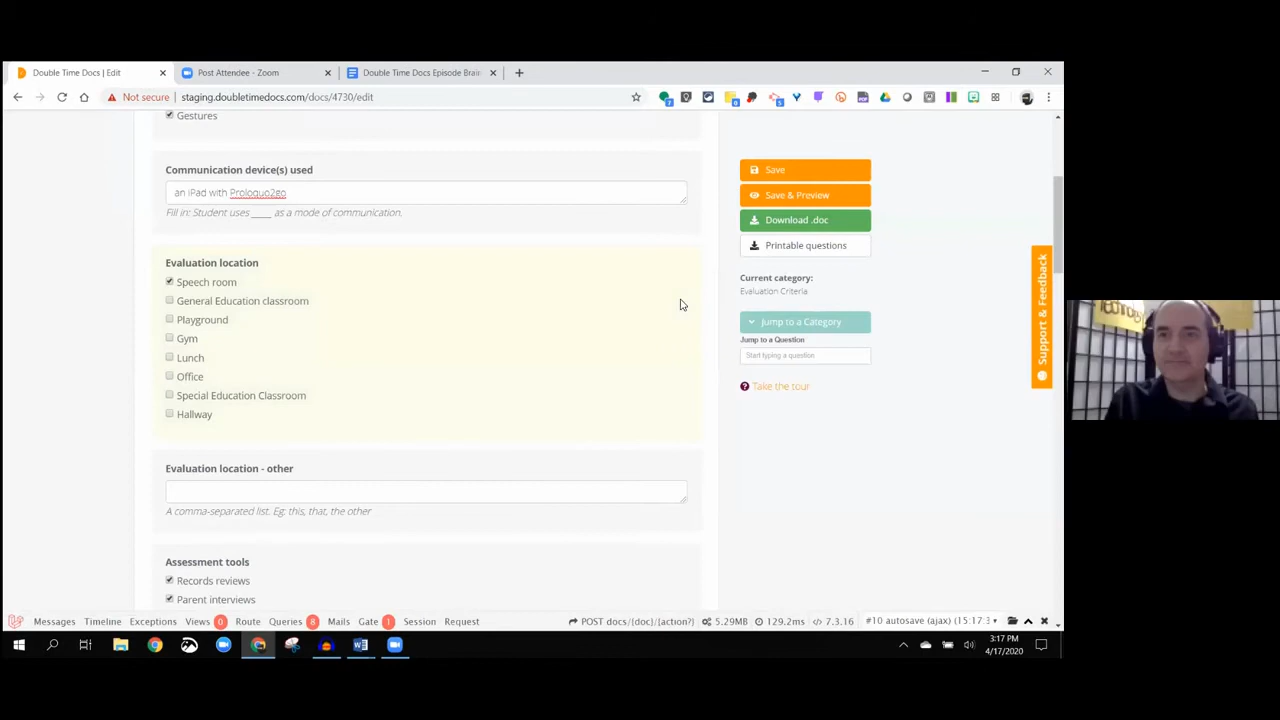 Double Time Docs | Edit
Post Attendee - Zoom
Double Time Docs Episode Brain
Not secure | staging.doubletimedocs.com/docs/4730/edit
Gestures
Communication device(s) used
an iPad with Proloquo2go
Fill in: Student uses ____ as a mode of communication.
Evaluation location
Speech room
General Education classroom
Playground
Gym
Lunch
Office
Special Education Classroom
Hallway
Evaluation location - other
A comma-separated list. Eg: this, that, the other
Assessment tools
Records reviews
Parent interviews
Save
Save & Preview
Download .doc
Printable questions
Current category:
Evaluation Criteria
Jump to a Category
Jump to a Question
Start typing a question
Take the tour
Support & Feedback
Messages Timeline Exceptions Views 0 Route Queries 8 Mails Gate 1 Session Request
POST docs/{doc}/{action?} 5.29MB 129.2ms 7.3.16 #10 autosave (ajax) (15:17:3
3:17 PM
4/17/2020